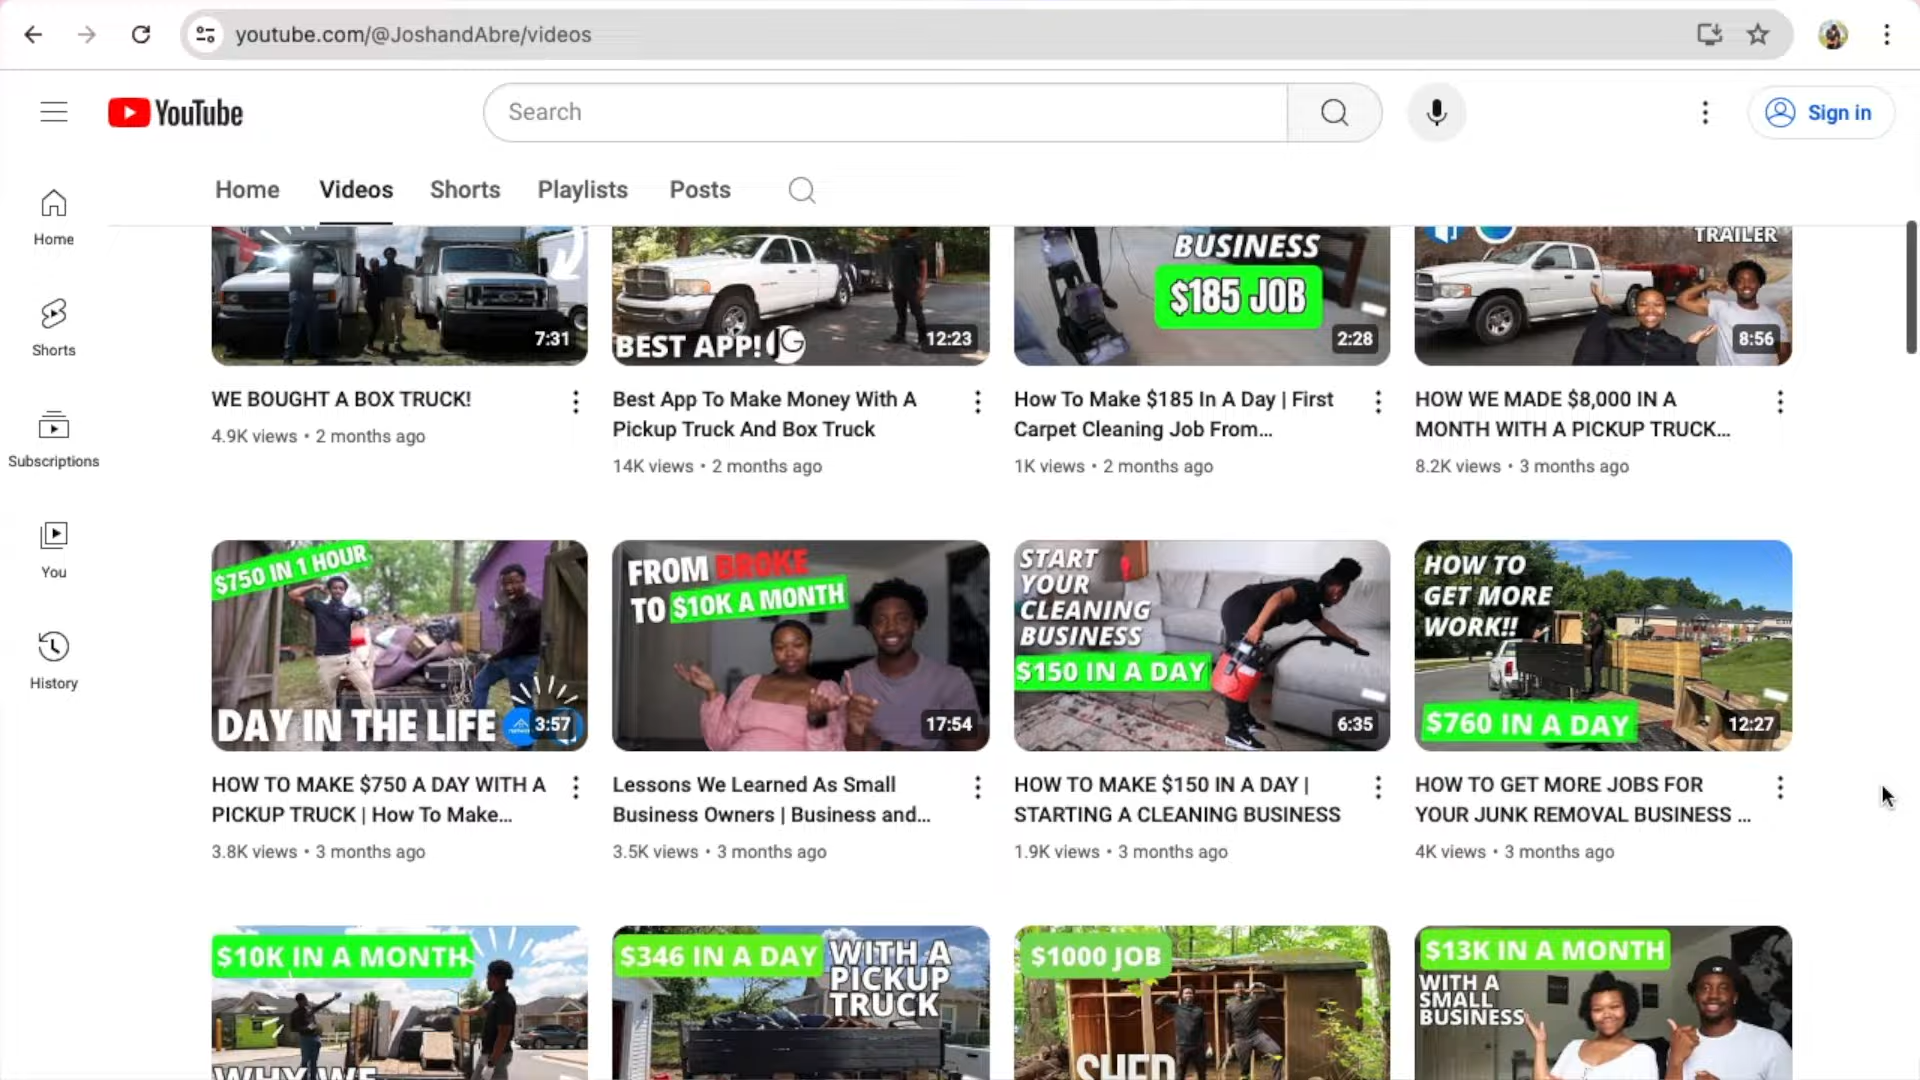 youtube.com/@JoshandAbre/videos
YouTube
Search
Sign in
Home
Videos
Shorts
Playlists
Posts
Home
Shorts
Subscriptions
You
History
7:31
BEST APP!
JG
12:23
BUSINESS
$185 JOB
2:28
TRAILER
8:56
WE BOUGHT A BOX TRUCK!
4.9K views • 2 months ago
Best App To Make Money With A
Pickup Truck And Box Truck
14K views • 2 months ago
How To Make $185 In A Day | First
Carpet Cleaning Job From...
1K views • 2 months ago
HOW WE MADE $8,000 IN A
MONTH WITH A PICKUP TRUCK...
8.2K views • 3 months ago
$750 IN 1 HOUR
DAY IN THE LIFE
3:57
FROM BROKE
TO $10K A MONTH
17:54
START
YOUR
CLEANING
BUSINESS
$150 IN A DAY
6:35
HOW TO
GET MORE
WORK!!
$760 IN A DAY
12:27
HOW TO MAKE $750 A DAY WITH A
PICKUP TRUCK | How To Make...
3.8K views • 3 months ago
Lessons We Learned As Small
Business Owners | Business and...
3.5K views • 3 months ago
HOW TO MAKE $150 IN A DAY |
STARTING A CLEANING BUSINESS
1.9K views • 3 months ago
HOW TO GET MORE JOBS FOR
YOUR JUNK REMOVAL BUSINESS ...
4K views • 3 months ago
$10K IN A MONTH
WHY WE
$346 IN A DAY
WITH A
PICKUP
TRUCK
$1000 JOB
SHED
$13K IN A MONTH
WITH A
SMALL
BUSINESS